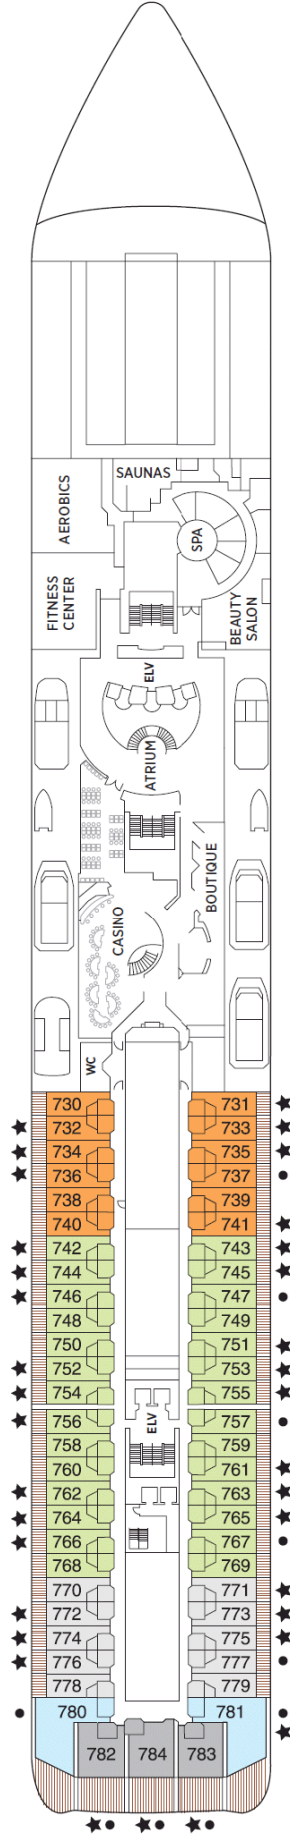 SAUNAS
AEROBICS
SPA
FITNESS
CENTER
BEAUTY
SALON
ELV
ATRIUM
BOUTIQUE
CASINO
WC
730 731
732 733
734 735
736 737
738 739
740 741
742 743
744 745
746 747
748 749
750 751
752 753
754 755
ELV
756 757
758 759
760 761
762 763
764 765
766 767
768 769
770 771
772 773
774 775
776 777
778 779
780 781
782 784 783